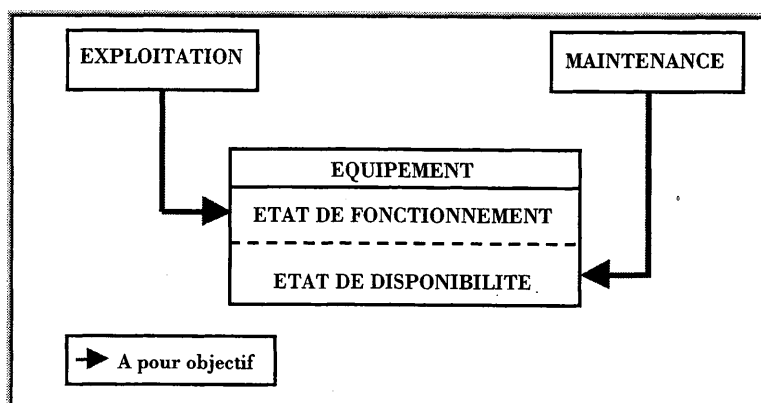 EXPLOITATION
MAINTENANCE
EQUIPEMENT
ETAT DE FONCTIONNEMENT
ETAT DE DISPONIBILITE
A pour objectif